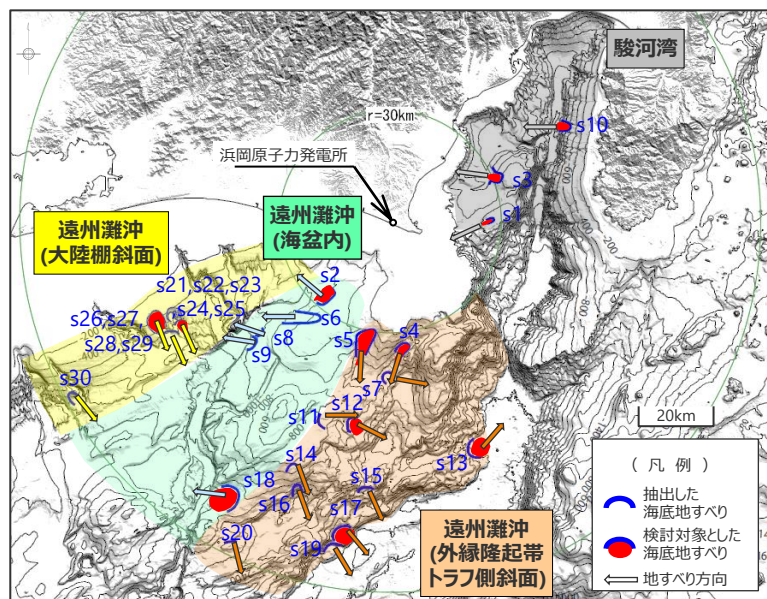 駿河湾
r=30km
s10
浜岡原子力発電所
s3
s1
遠州灘沖
(大陸棚斜面)
遠州灘沖
(海盆内)
s2
s21,s22,s23,
s24,s25,
s26,s27,
s28,s29
s6
s8
s9
s5
s4
s7
s30
s12
s11
20km
s13
s14
s15
s18
s16
s17
s20
s19
遠州灘沖
(外縁隆起帯
トラフ側斜面)
(凡例)
抽出した
海底地すべり
検討対象とした
海底地すべり
地すべり方向